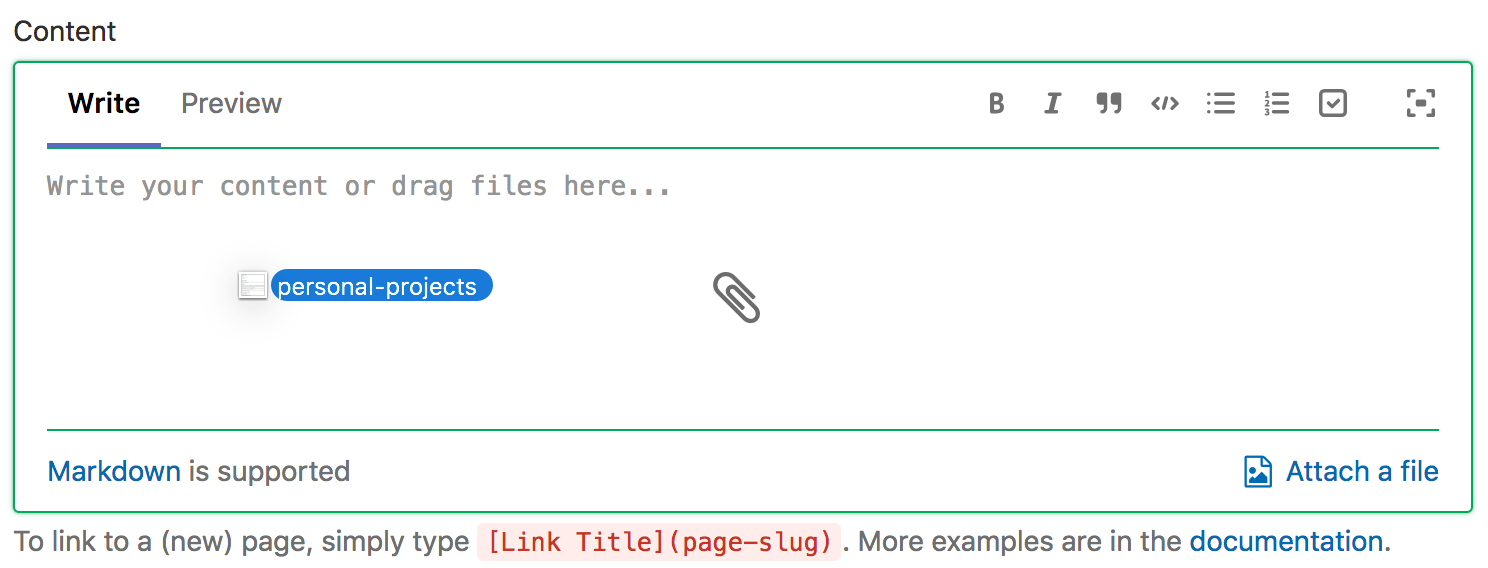 Content
Write Preview
Write your content or drag files here...
personal-projects
Markdown is supported
Attach a file
To link to a (new) page, simply type [Link Title](page-slug). More examples are in the documentation.